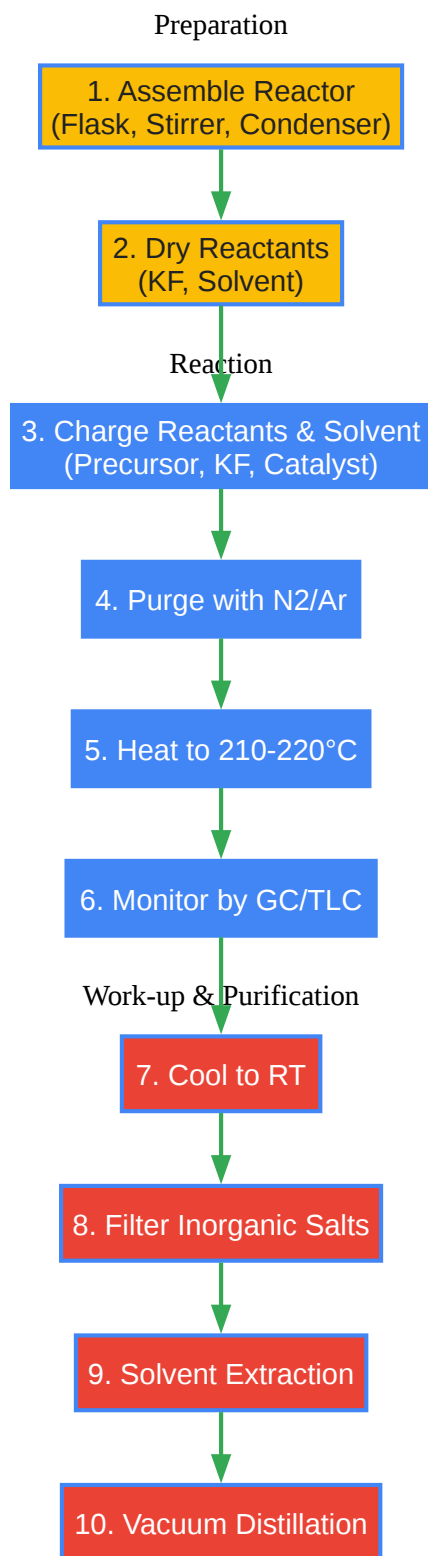 Preparation
1. Assemble Reactor
(Flask, Stirrer, Condenser)
2. Dry Reactants
(KF, Solvent)
Reaction
3. Charge Reactants & Solvent
(Precursor, KF, Catalyst)
4. Purge with N2/Ar
5. Heat to 210-220°C
6. Monitor by GC/TLC
Work-up & Purification
7. Cool to RT
8. Filter Inorganic Salts
9. Solvent Extraction
10. Vacuum Distillation